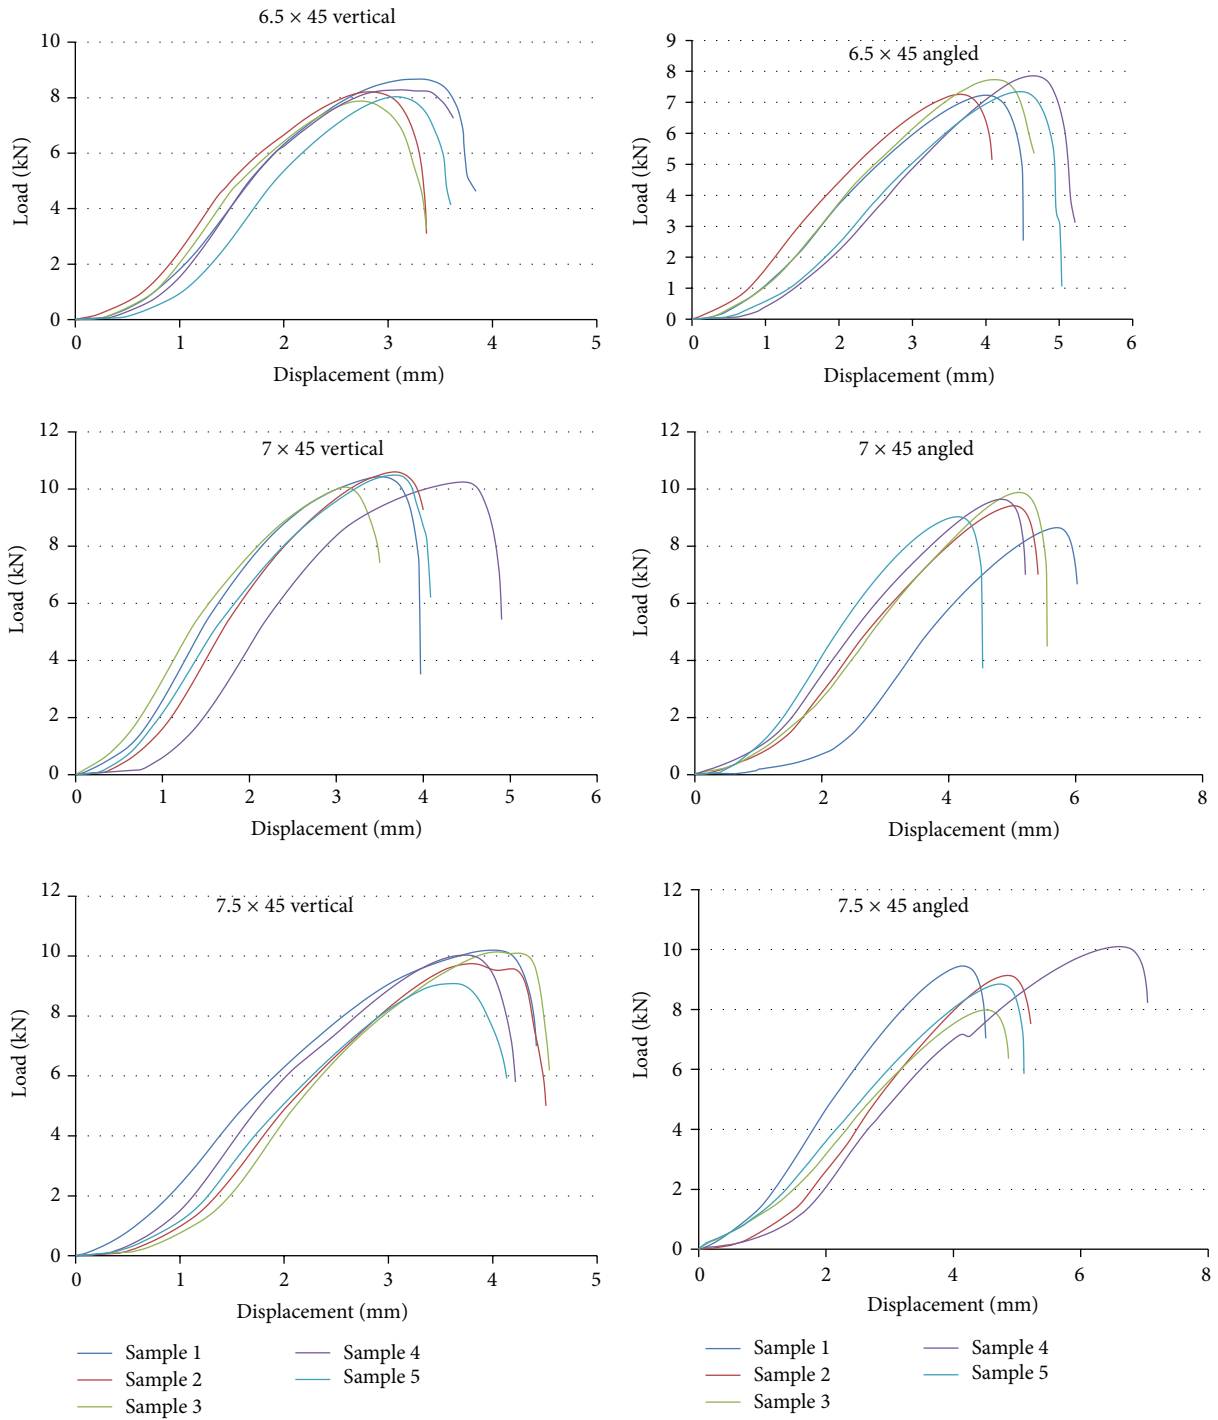 6.5 × 45 vertical
10
8
6
4
2
0
Load (kN)
0 1 2 3 4 5
Displacement (mm)
6.5 × 45 angled
9
8
7
6
5
4
3
2
1
0
Load (kN)
0 1 2 3 4 5 6
Displacement (mm)
7 × 45 vertical
12
10
8
6
4
2
0
Load (kN)
0 1 2 3 4 5 6
Displacement (mm)
7 × 45 angled
12
10
8
6
4
2
0
Load (kN)
0 2 4 6 8
Displacement (mm)
7.5 × 45 vertical
12
10
8
6
4
2
0
Load (kN)
0 1 2 3 4 5
Displacement (mm)
7.5 × 45 angled
12
10
8
6
4
2
0
Load (kN)
0 2 4 6 8
Displacement (mm)
Sample 1
Sample 2
Sample 3
Sample 4
Sample 5
Sample 1
Sample 2
Sample 3
Sample 4
Sample 5